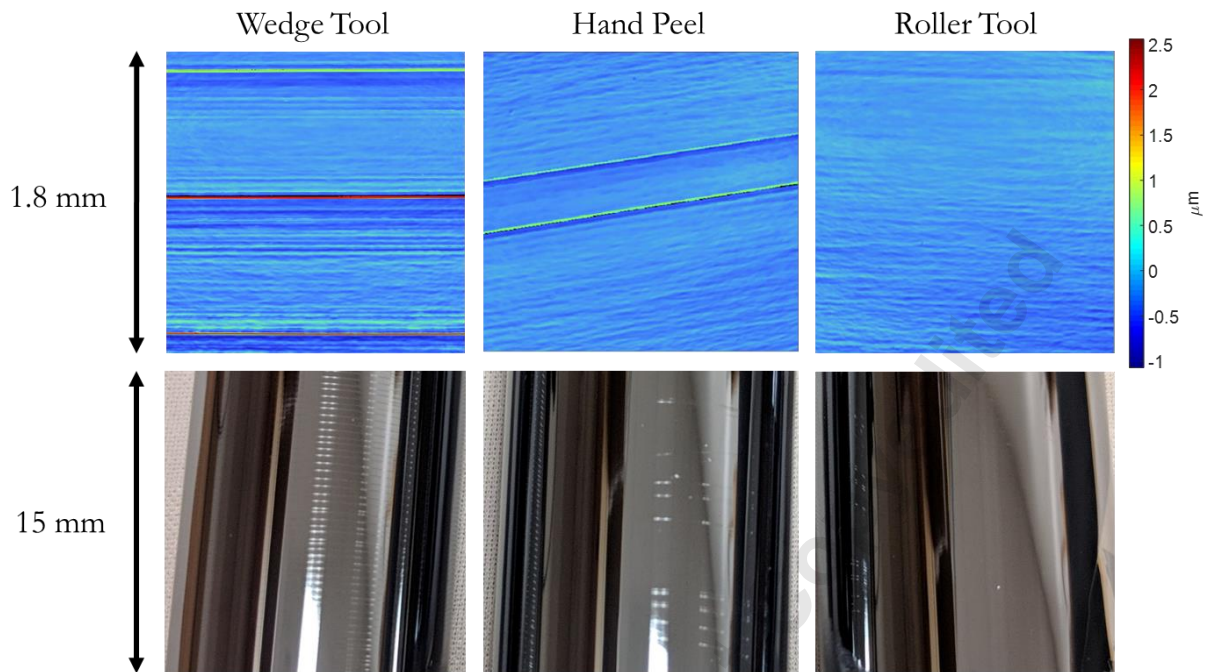 Wedge Tool
Hand Peel
Roller Tool
1.8 mm
2.5
2
1.5
1
0.5
0
-0.5
-1
μm
15 mm